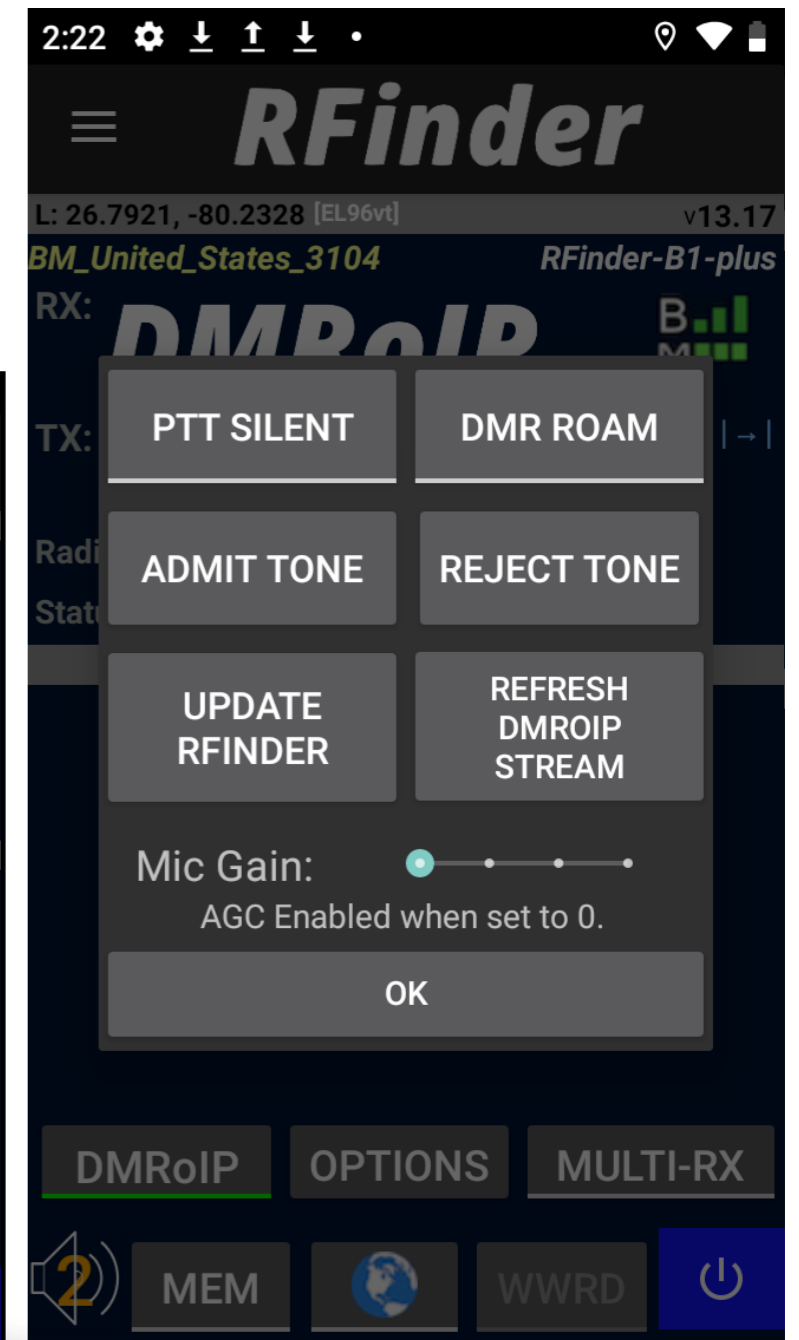 2:22
RFinder
L: 26.7921, -80.2328 [EL96vt] v13.17
BM_United_States_3104 RFinder-B1-plus
RX: DMRoIP B
M
TX: |→|
PTT SILENT DMR ROAM
Radi
ADMIT TONE REJECT TONE
Stat
UPDATE
RFINDER
REFRESH
DMROIP
STREAM
Mic Gain:
AGC Enabled when set to 0.
OK
DMRoIP OPTIONS MULTI-RX
2 MEM WWRD